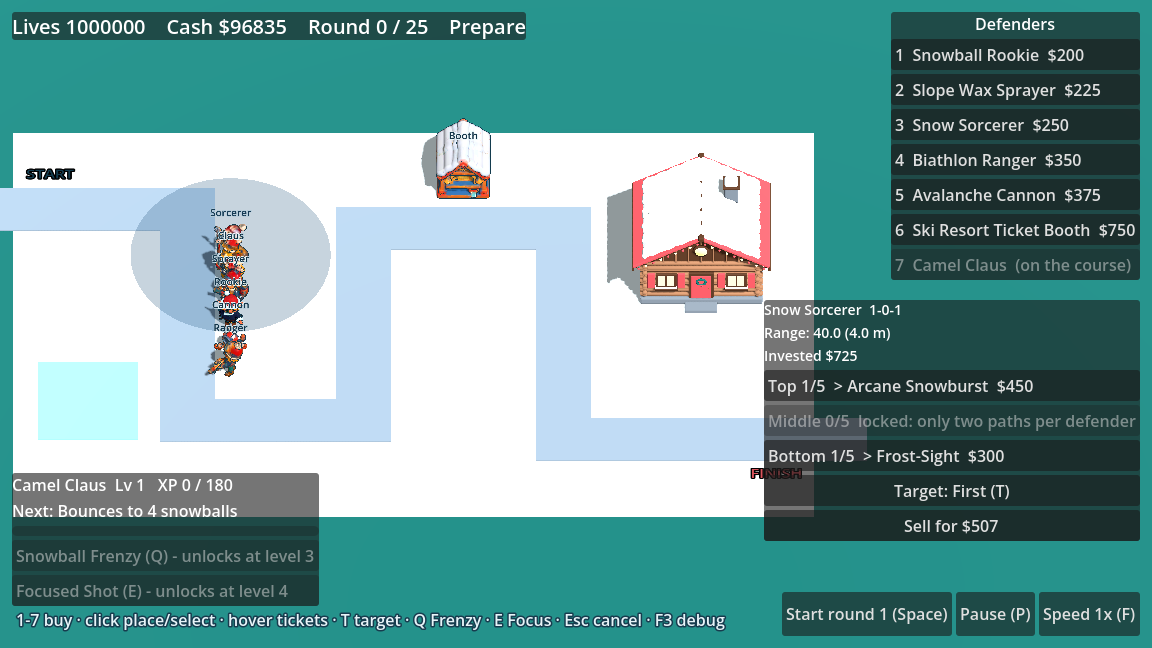 Lives 1000000 Cash $96835 Round 0 / 25 Prepare
Defenders
1 Snowball Rookie $200
2 Slope Wax Sprayer $225
3 Snow Sorcerer $250
4 Biathlon Ranger $350
5 Avalanche Cannon $375
6 Ski Resort Ticket Booth $750
7 Camel Claus (on the course)
Booth
START
Sorcerer
Claus
Sprayer
Rookie
Cannon
Ranger
Snow Sorcerer 1-0-1
Range: 40.0 (4.0 m)
Invested $725
Top 1/5 > Arcane Snowburst $450
Middle 0/5 locked: only two paths per defender
Bottom 1/5 > Frost-Sight $300
FINISH
Target: First (T)
Sell for $507
Camel Claus Lv 1 XP 0 / 180
Next: Bounces to 4 snowballs
Snowball Frenzy (Q) - unlocks at level 3
Focused Shot (E) - unlocks at level 4
1-7 buy · click place/select · hover tickets · T target · Q Frenzy · E Focus · Esc cancel · F3 debug
Start round 1 (Space)
Pause (P)
Speed 1x (F)